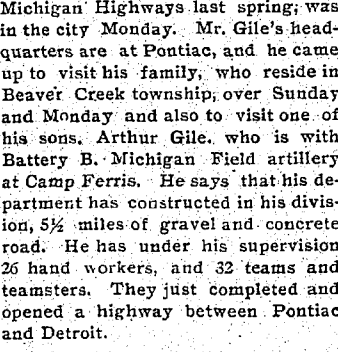 Michigan Highways last spring, was
in the city Monday. Mr. Gile's head-
quarters are at Pontiac, and he came
up to visit his family, who reside in
Beaver Creek township, over Sunday
and Monday and also to visit one of
his sons, Arthur Gile, who is with
Battery B. Michigan Field artillery
at Camp Ferris. He says that his de-
partment has constructed in his divis-
ion, 5½ miles of gravel and concrete
road. He has under his supervision
26 hand workers, and 32 teams and
teamsters. They just completed and
opened a highway between Pontiac
and Detroit.